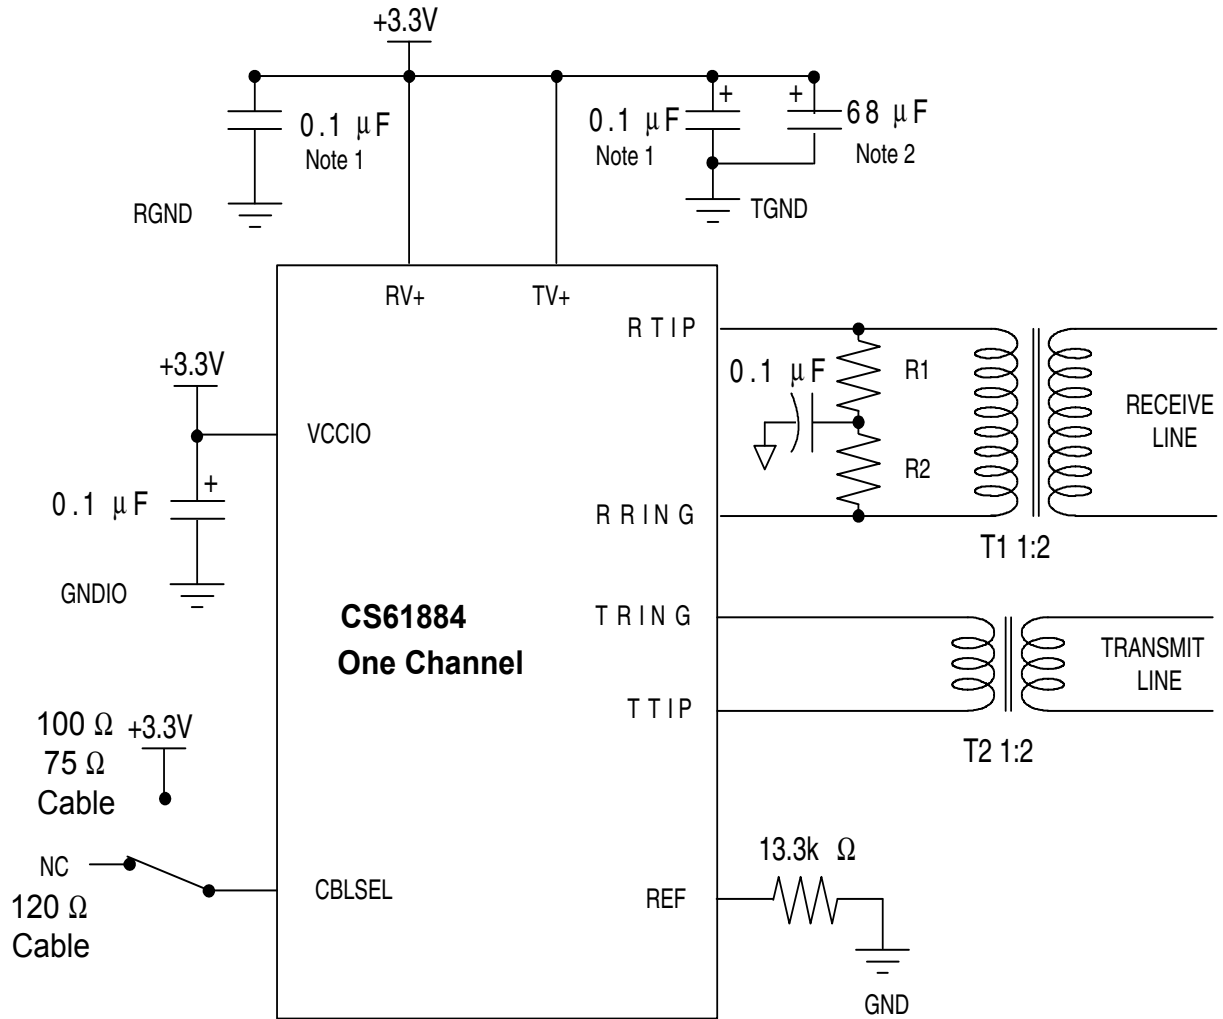 +3.3V
+
+
0.1 μF
0.1 μF
68 μF
Note 1
Note 1
Note 2
RGND
TGND
RV+
TV+
RTIP
+3.3V
0.1 μF
R1
RECEIVE
LINE
VCCIO
R2
+
0.1 μF
RRING
T1 1:2
GNDIO
CS61884
One Channel
TRING
TRANSMIT
LINE
TTIP
T2 1:2
100 Ω
75 Ω
Cable
+3.3V
NC
120 Ω
Cable
CBLSEL
13.3k Ω
REF
GND